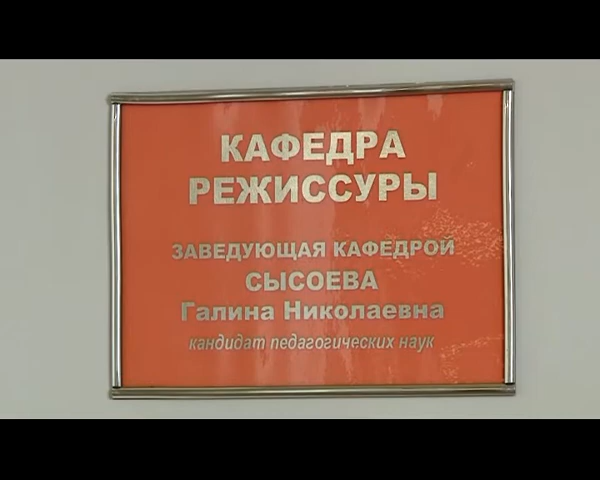 КАФЕДРА
РЕЖИССУРЫ
ЗАВЕДУЮЩАЯ КАФЕДРОЙ
СЫСОЕВА
Галина Николаевна
кандидат педагогических наук